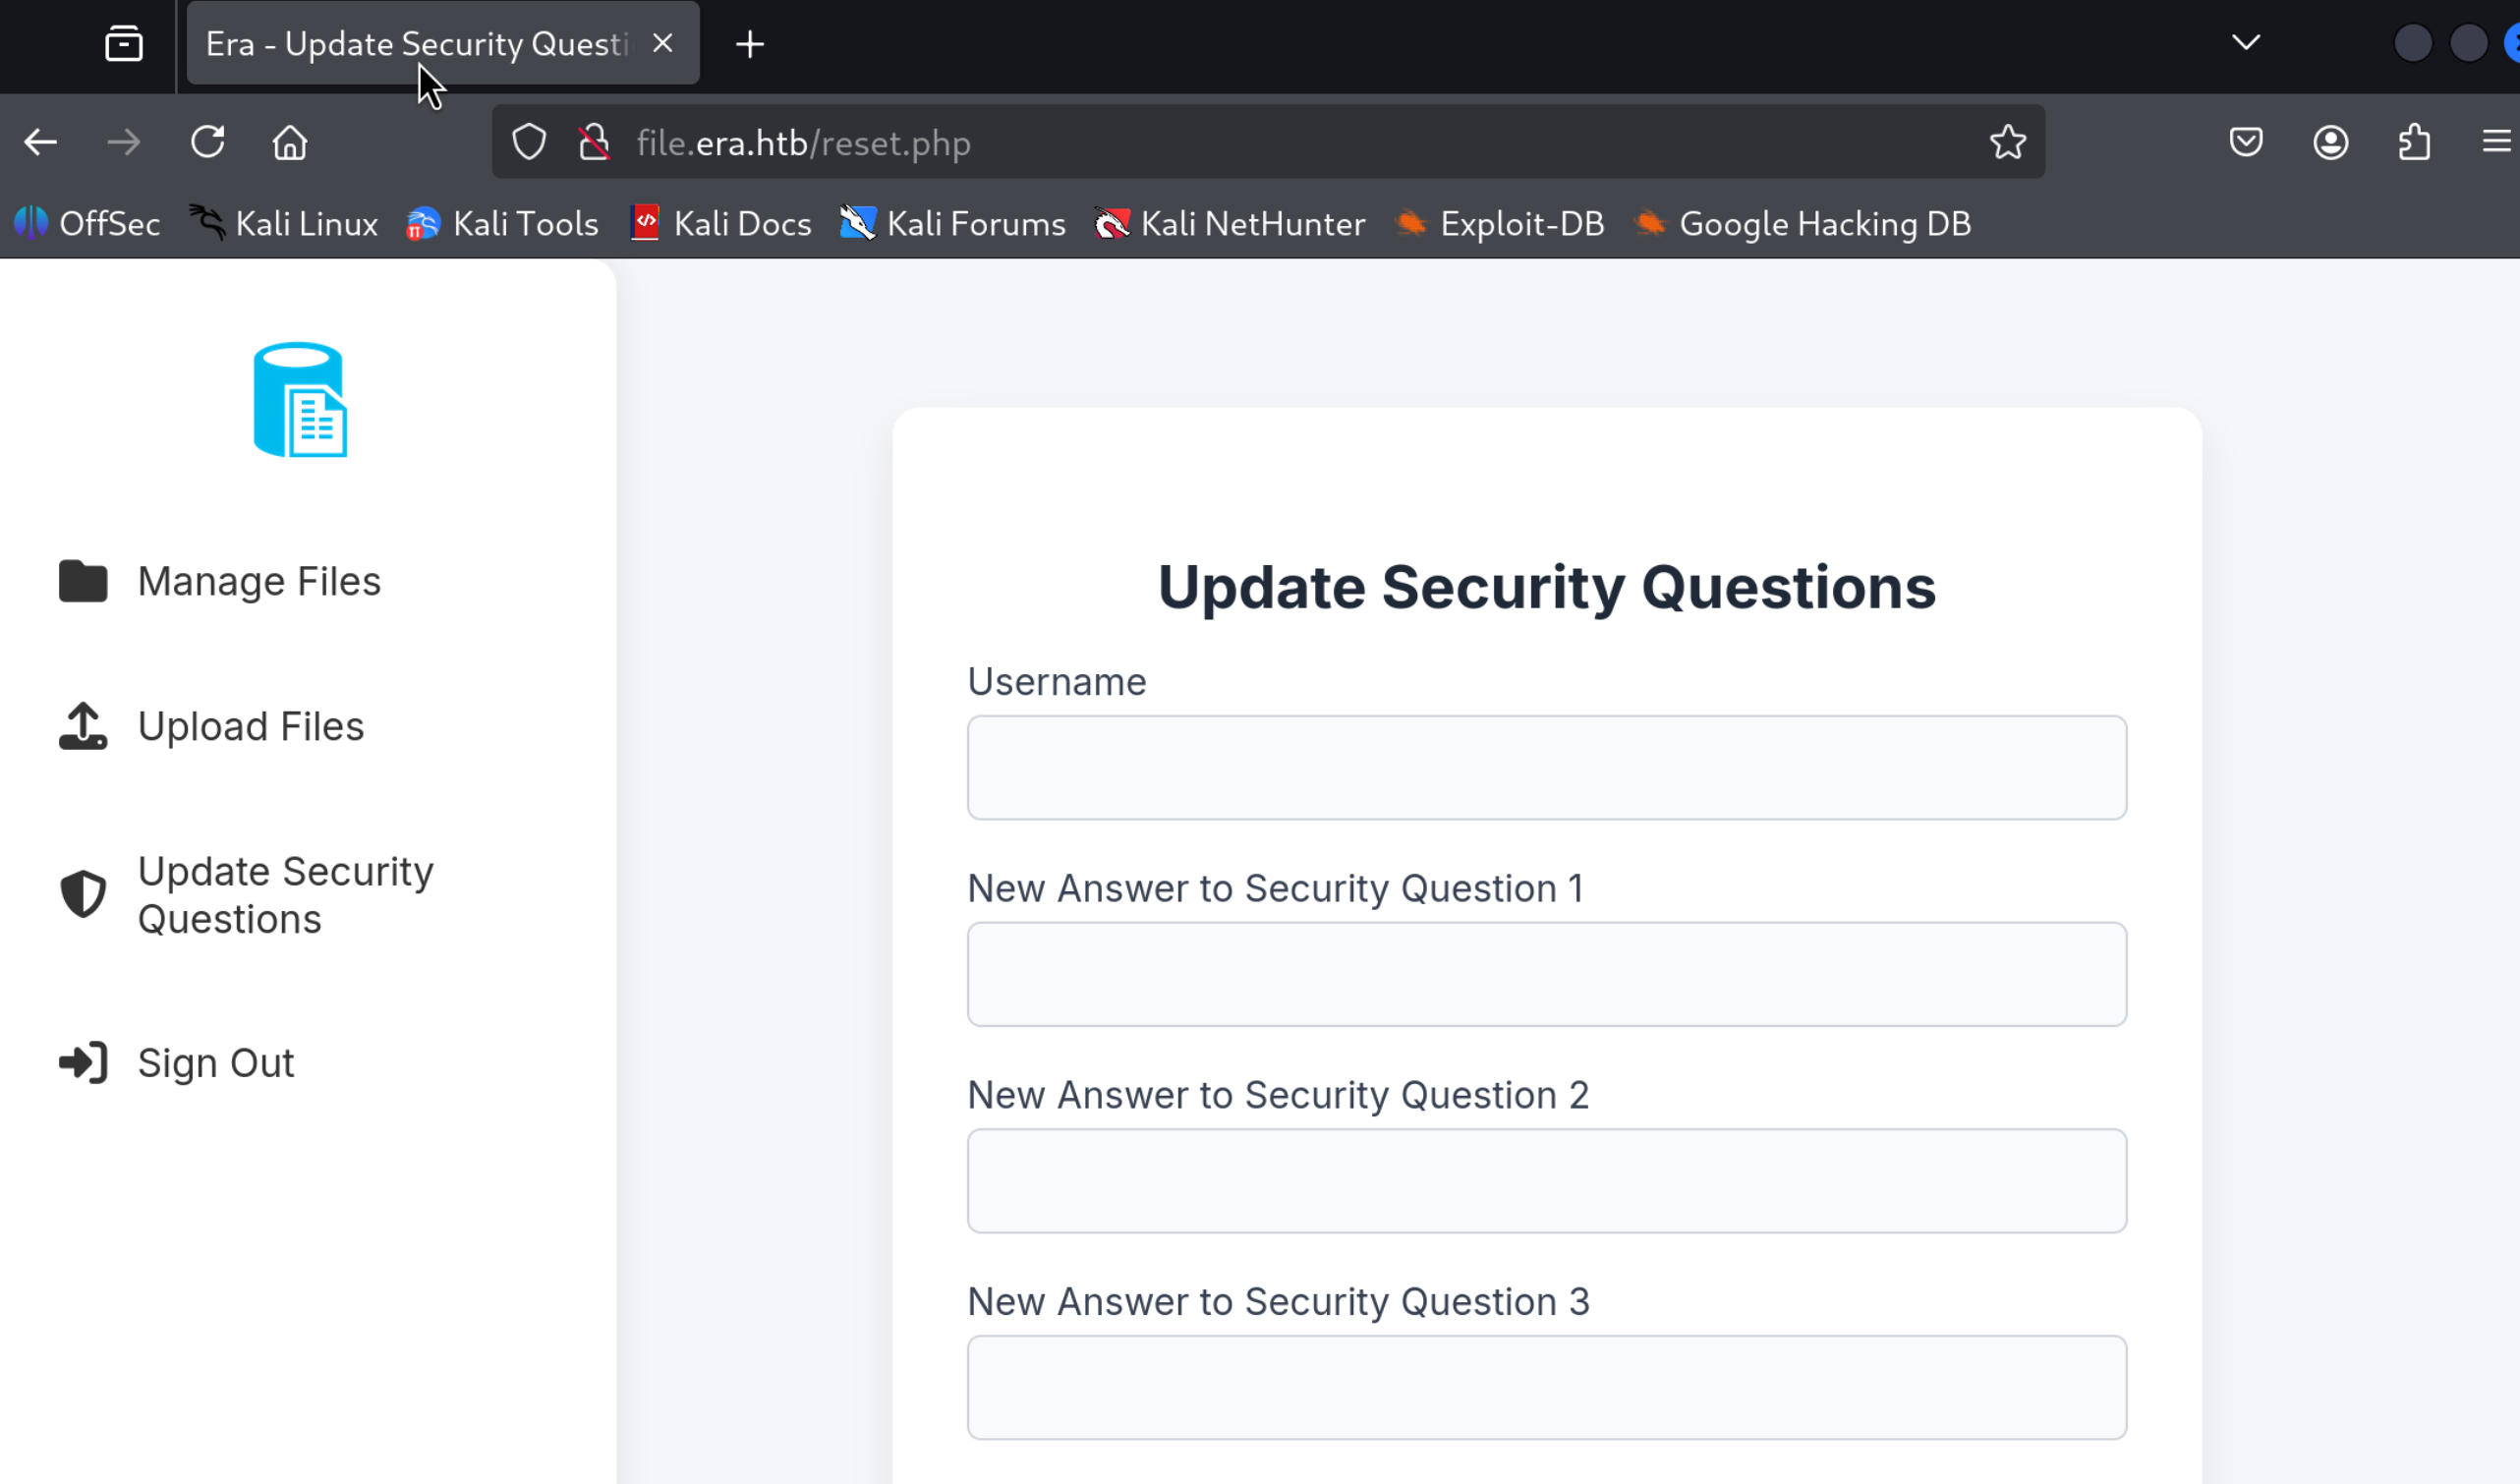 Era - Update Security Questi
file.era.htb/reset.php
OffSec Kali Linux Kali Tools Kali Docs Kali Forums Kali NetHunter Exploit-DB Google Hacking DB
Manage Files
Upload Files
Update Security
Questions
Sign Out
Update Security Questions
Username
New Answer to Security Question 1
New Answer to Security Question 2
New Answer to Security Question 3